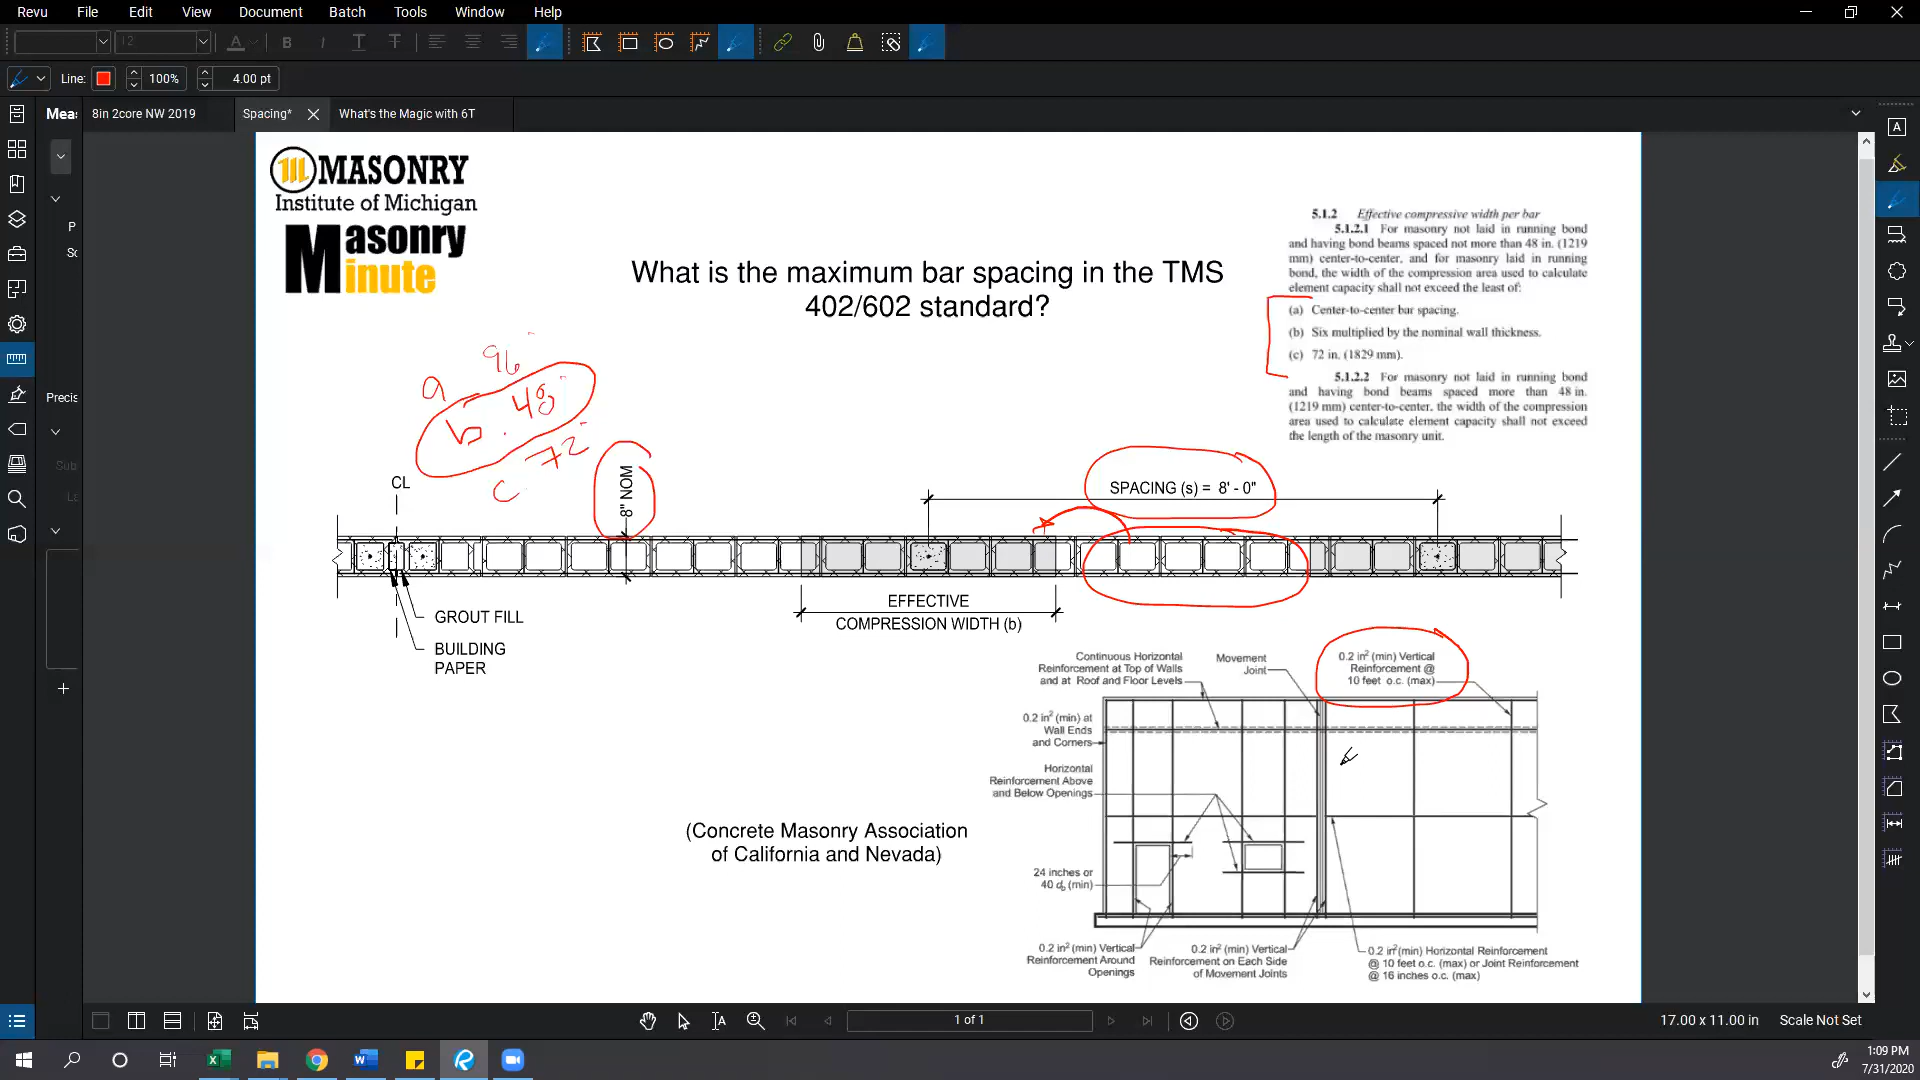 Revu File Edit View Document Batch Tools Window Help
12
Line: 100% 4.00 pt
Meas 8in 2core NW 2019 Spacing* What's the Magic with 6T
MASONRY
Institute of Michigan
Masonry
Minute
What is the maximum bar spacing in the TMS
402/602 standard?
5.1.2 Effective compressive width per bar
5.1.2.1 For masonry not laid in running bond
and having bond beams spaced not more than 48 in. (1219
mm) center-to-center, and for masonry laid in running
bond, the width of the compression area used to calculate
element capacity shall not exceed the least of:
(a) Center-to-center bar spacing.
(b) Six multiplied by the nominal wall thickness.
(c) 72 in. (1829 mm).
5.1.2.2 For masonry not laid in running bond
and having bond beams spaced more than 48 in.
(1219 mm) center-to-center, the width of the compression
area used to calculate element capacity shall not exceed
the length of the masonry unit.
a 96"
b. 48"
c 72"
CL
8" NOM
SPACING (s) = 8' - 0"
GROUT FILL
BUILDING
PAPER
EFFECTIVE
COMPRESSION WIDTH (b)
Continuous Horizontal
Reinforcement at Top of Walls
and at Roof and Floor Levels
Movement
Joint
0.2 in² (min) Vertical
Reinforcement @
10 feet o.c. (max)
0.2 in² (min) at
Wall Ends
and Corners
Horizontal
Reinforcement Above
and Below Openings
24 inches or
40 db (min)
0.2 in² (min) Vertical
Reinforcement Around
Openings
0.2 in² (min) Vertical
Reinforcement on Each Side
of Movement Joints
0.2 in² (min) Horizontal Reinforcement
@ 10 feet o.c. (max) or Joint Reinforcement
@ 16 inches o.c. (max)
(Concrete Masonry Association
of California and Nevada)
P
Sc
Precis
Sub
1 of 1
17.00 x 11.00 in Scale Not Set
1:09 PM
7/31/2020